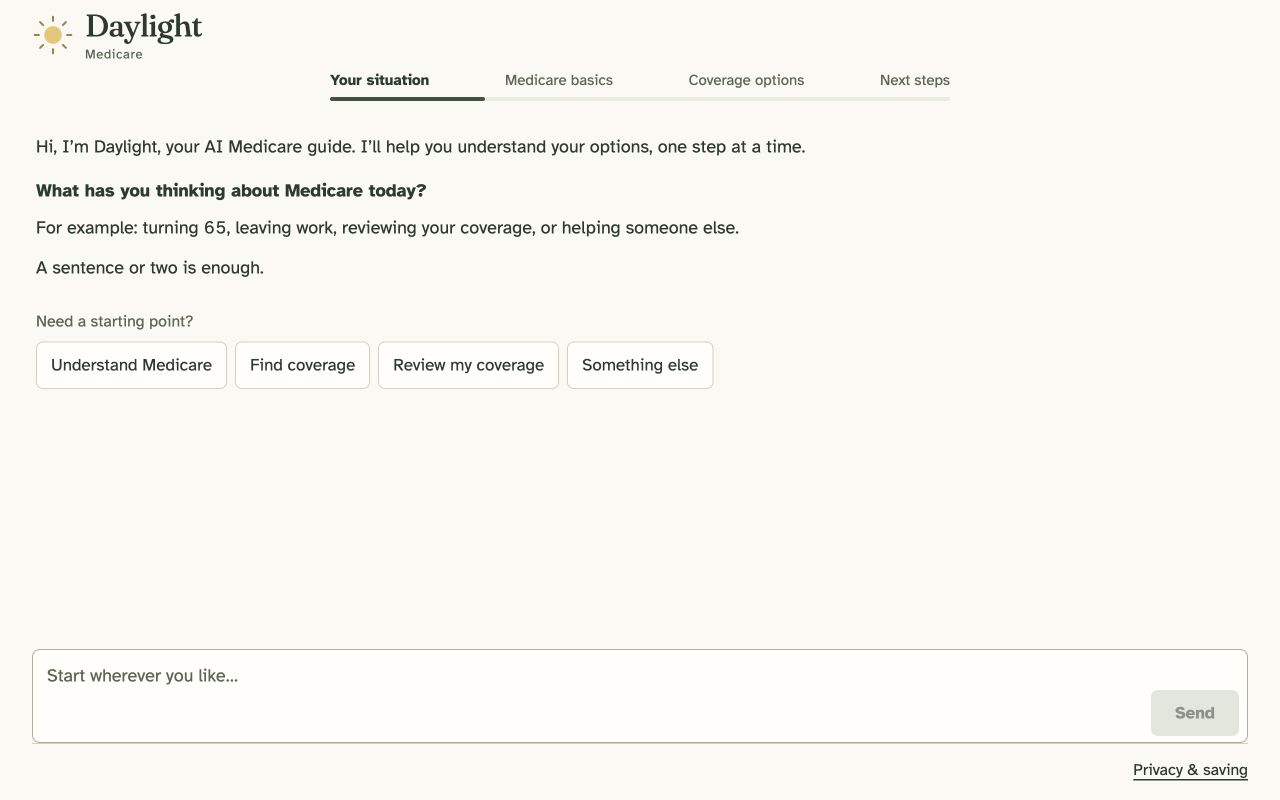 Daylight
Medicare
Your situation
Medicare basics
Coverage options
Next steps
Hi, I’m Daylight, your AI Medicare guide. I’ll help you understand your options, one step at a time.
What has you thinking about Medicare today?
For example: turning 65, leaving work, reviewing your coverage, or helping someone else.
A sentence or two is enough.
Need a starting point?
Understand Medicare
Find coverage
Review my coverage
Something else
Start wherever you like...
Send
Privacy & saving